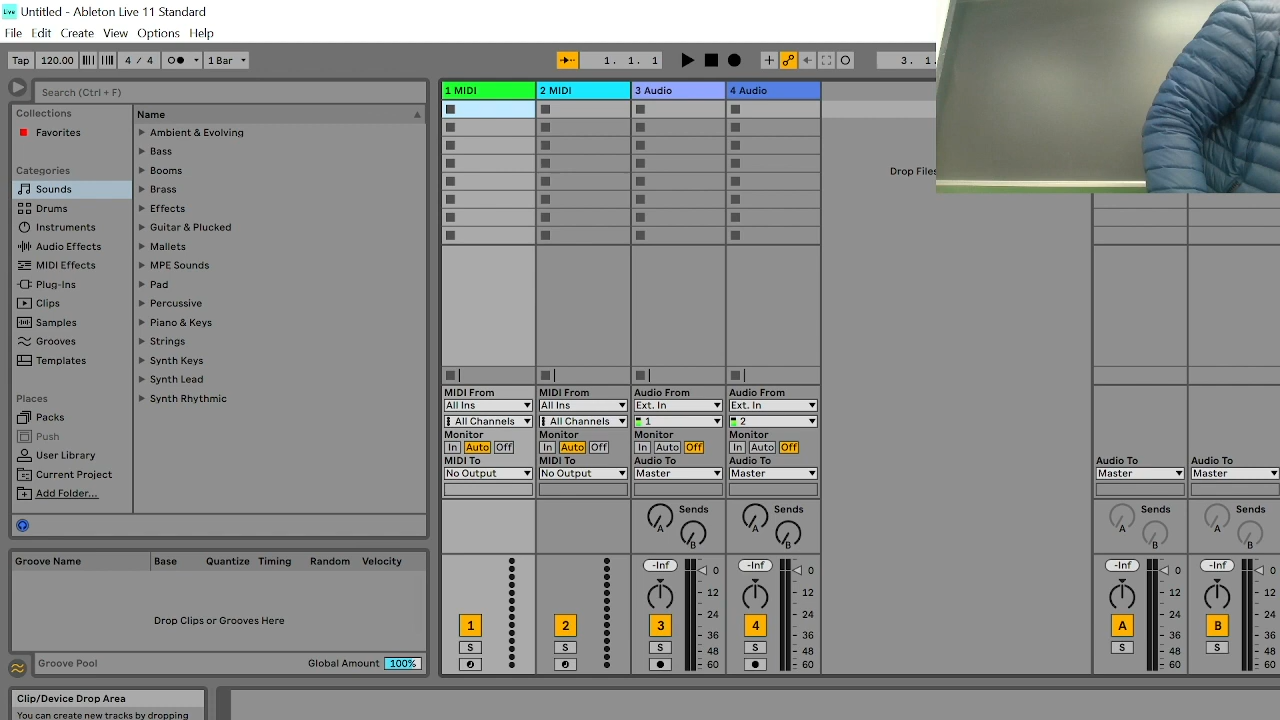 Live Untitled - Ableton Live 11 Standard
File Edit Create View Options Help
Tap 120.00 4 / 4 1 Bar 1. 1. 1 3. 1.
Search (Ctrl + F)
Collections
Favorites
Categories
Sounds
Drums
Instruments
Audio Effects
MIDI Effects
Plug-Ins
Clips
Samples
Grooves
Templates
Places
Packs
Push
User Library
Current Project
Add Folder...
Name
Ambient & Evolving
Bass
Booms
Brass
Effects
Guitar & Plucked
Mallets
MPE Sounds
Pad
Percussive
Piano & Keys
Strings
Synth Keys
Synth Lead
Synth Rhythmic
1 MIDI 2 MIDI 3 Audio 4 Audio
Drop Files
MIDI From MIDI From Audio From Audio From
All Ins All Ins Ext. In Ext. In
All Channels All Channels 1 2
Monitor Monitor Monitor Monitor
In Auto Off In Auto Off In Auto Off In Auto Off
MIDI To MIDI To Audio To Audio To Audio To Audio To
No Output No Output Master Master Master Master
Sends Sends Sends Sends
A A A A
B B B B
-Inf 0 -Inf 0 -Inf 0 -Inf 0
12 12 12 12
24 24 24 24
1 2 3 36 4 36 A 36 B 36
S S S 48 S 48 S 48 S 48
60 60 60 60
Groove Name Base Quantize Timing Random Velocity
Drop Clips or Grooves Here
Groove Pool Global Amount 100%
Clip/Device Drop Area
You can create new tracks by dropping